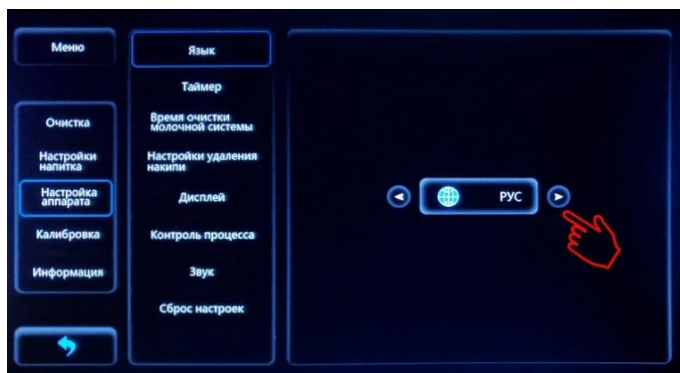 Меню
Очистка
Настройки
напитка
Настройка
аппарата
Калибровка
Информация
Язык
Таймер
Время очистки
молочной системы
Настройки удаления
накипи
Дисплей
Контроль процесса
Звук
Сброс настроек
РУС